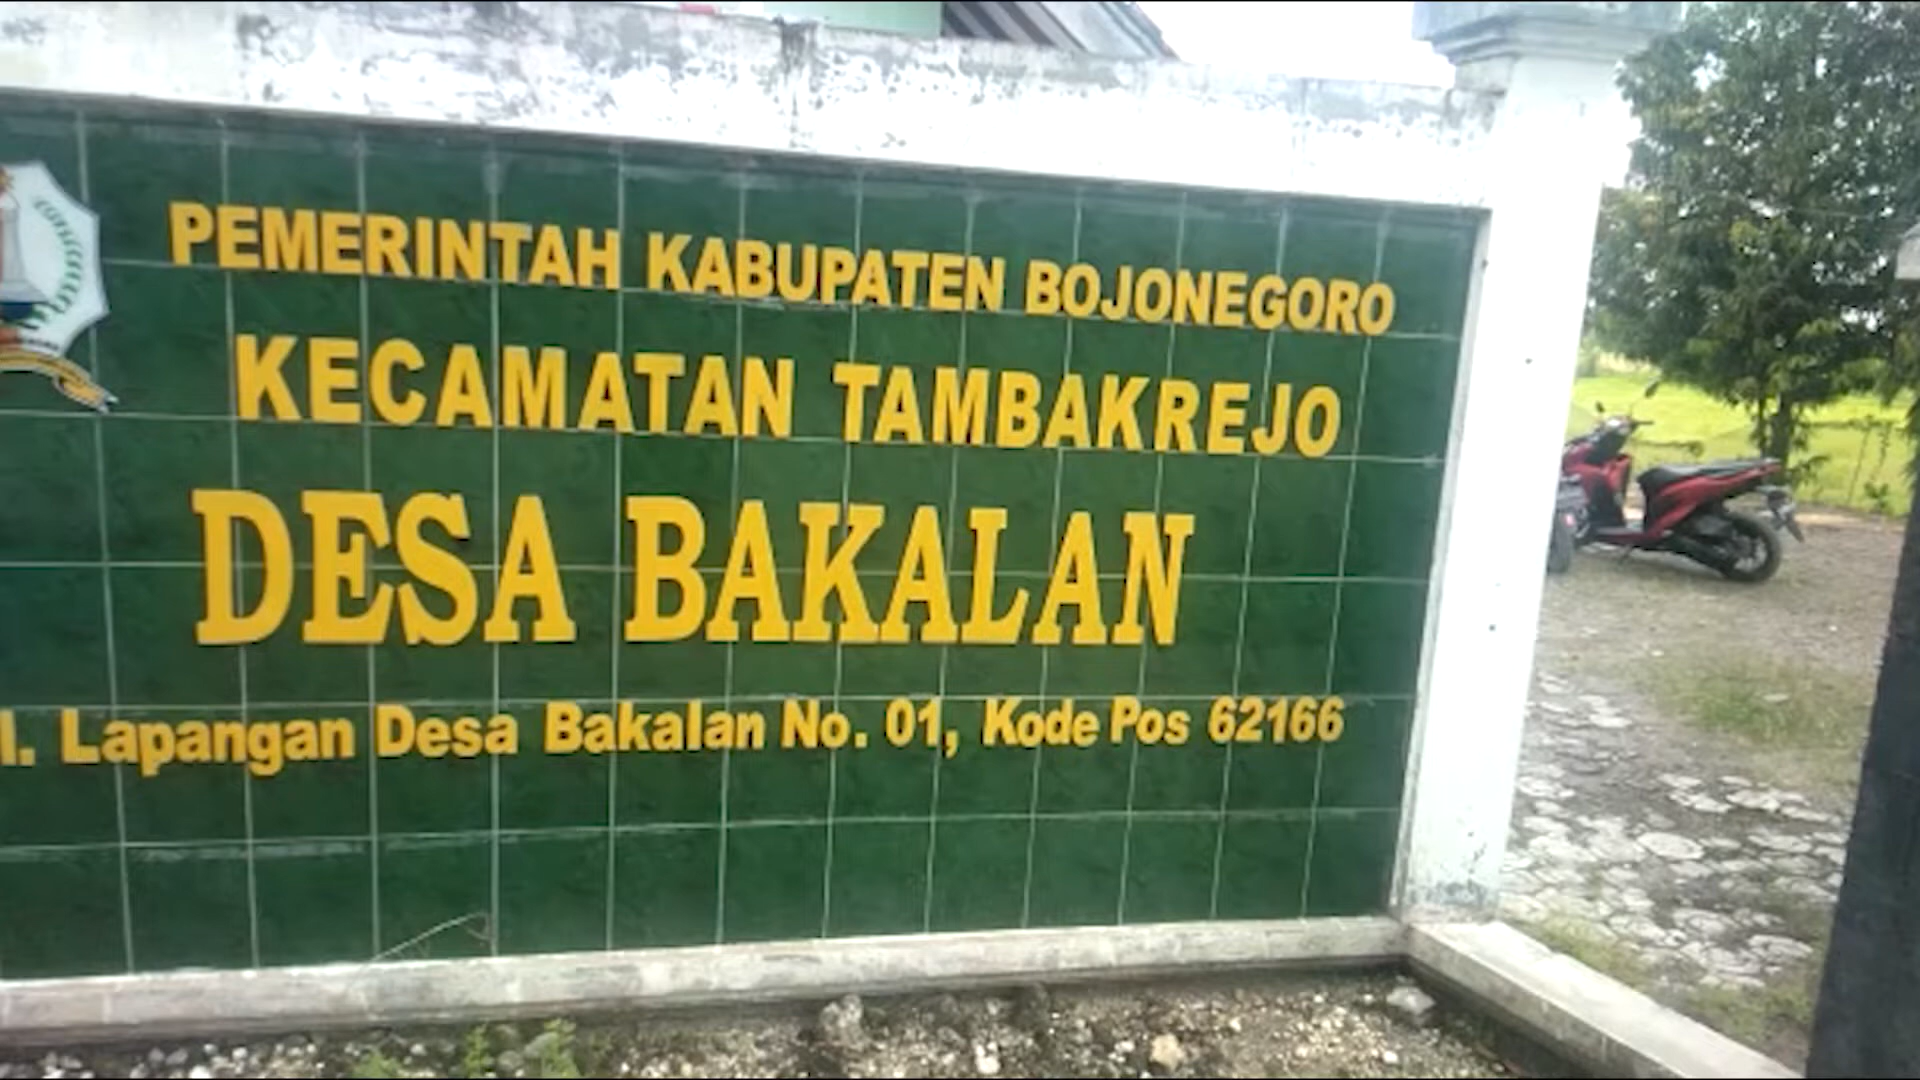 PEMERINTAH KABUPATEN BOJONEGORO
KECAMATAN TAMBAKREJO
DESA BAKALAN
l. Lapangan Desa Bakalan No. 01, Kode Pos 62166